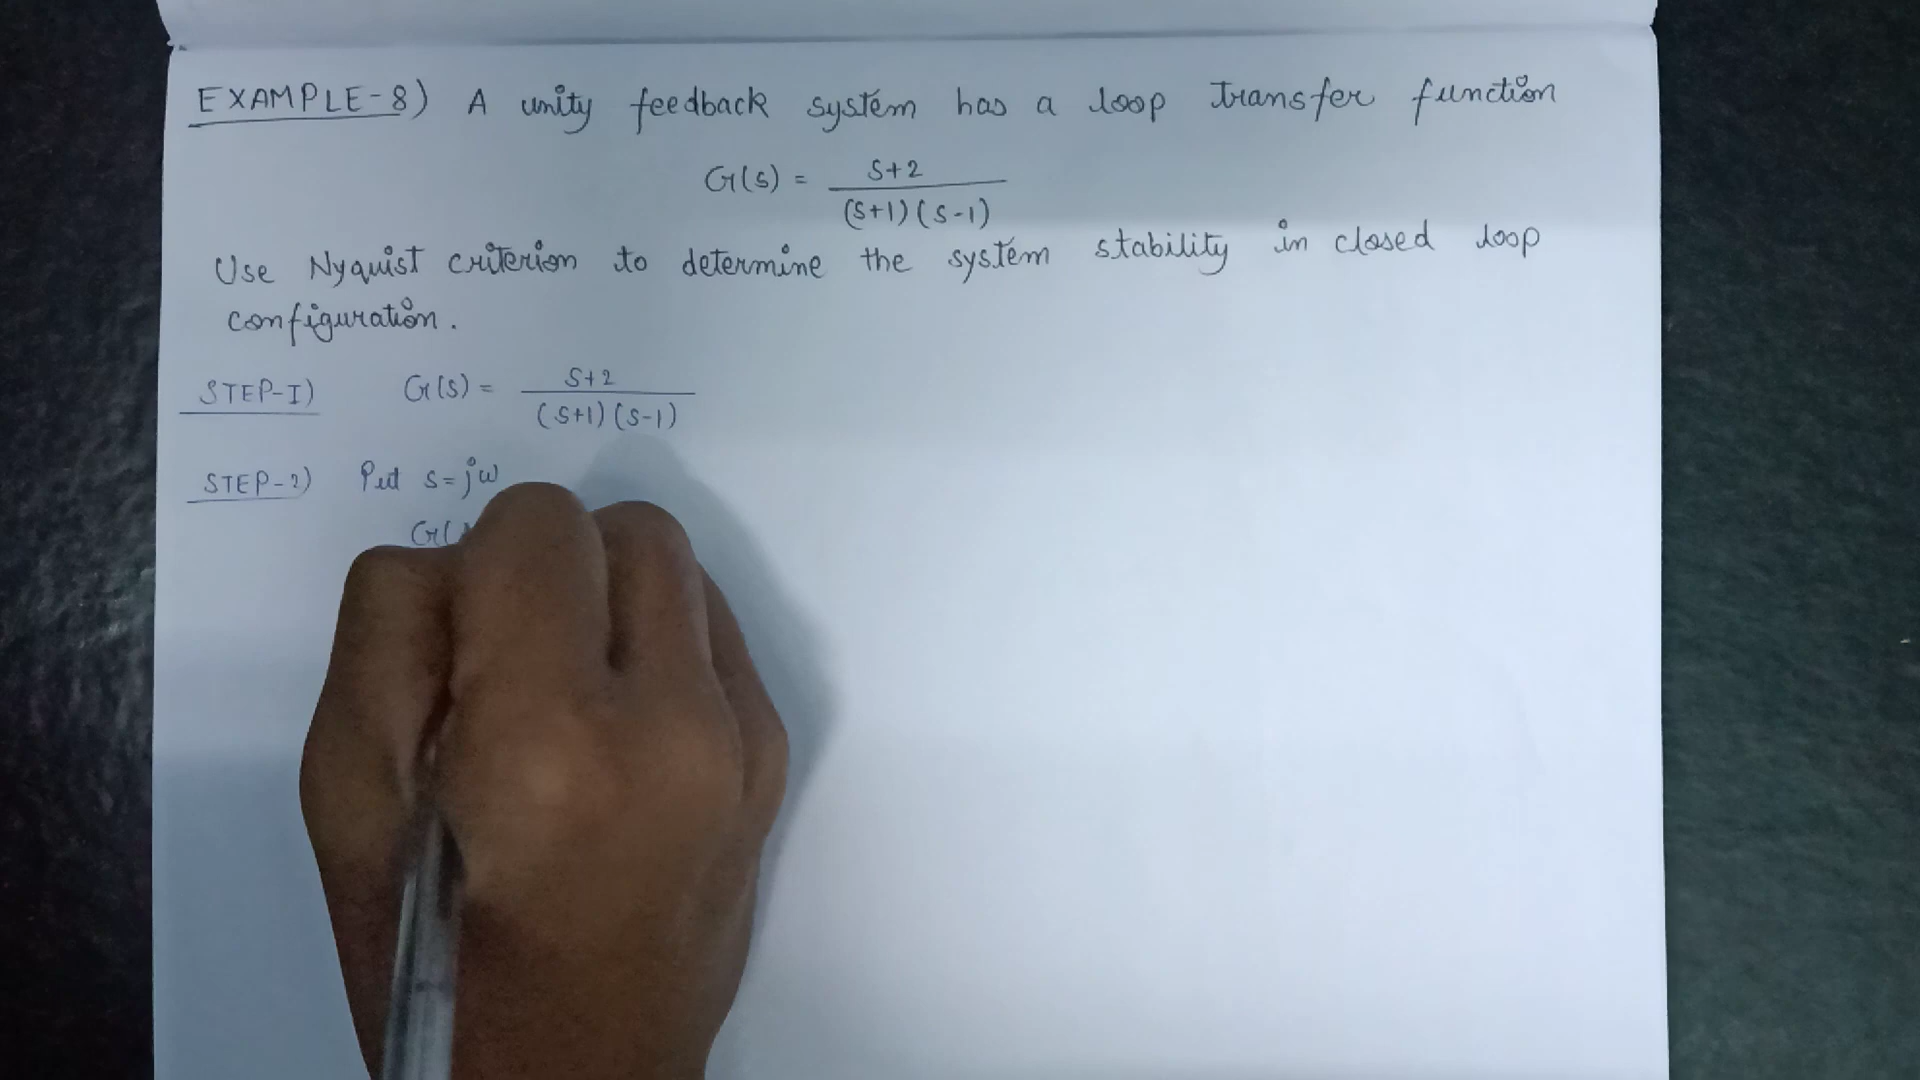 EXAMPLE-8) A unity feedback system has a loop transfer function
G(s) = s+2 / (s+1)(s-1)
Use Nyquist criterion to determine the system stability in closed loop
configuration.
STEP-I) G(s) = s+2 / (s+1)(s-1)
STEP-2) Put s=jω
G(